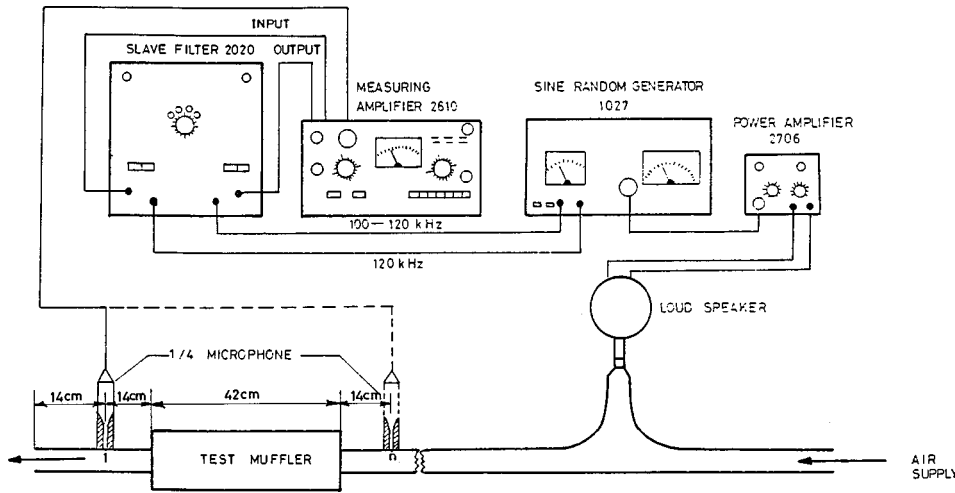 INPUT
SLAVE FILTER 2020 OUTPUT
MEASURING
AMPLIFIER 2610
SINE RANDOM GENERATOR
1027
POWER AMPLIFIER
2706
100—120 kHz
120 kHz
LOUD SPEAKER
1/4 MICROPHONE
14cm
14cm
42cm
14cm
1
TEST MUFFLER
n
AIR
SUPPLY